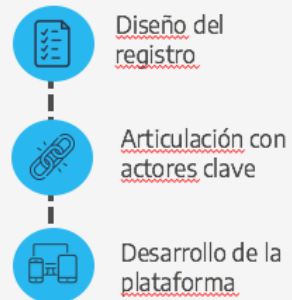 Diseño del
registro
Articulación con
actores clave
Desarrollo de la
plataforma